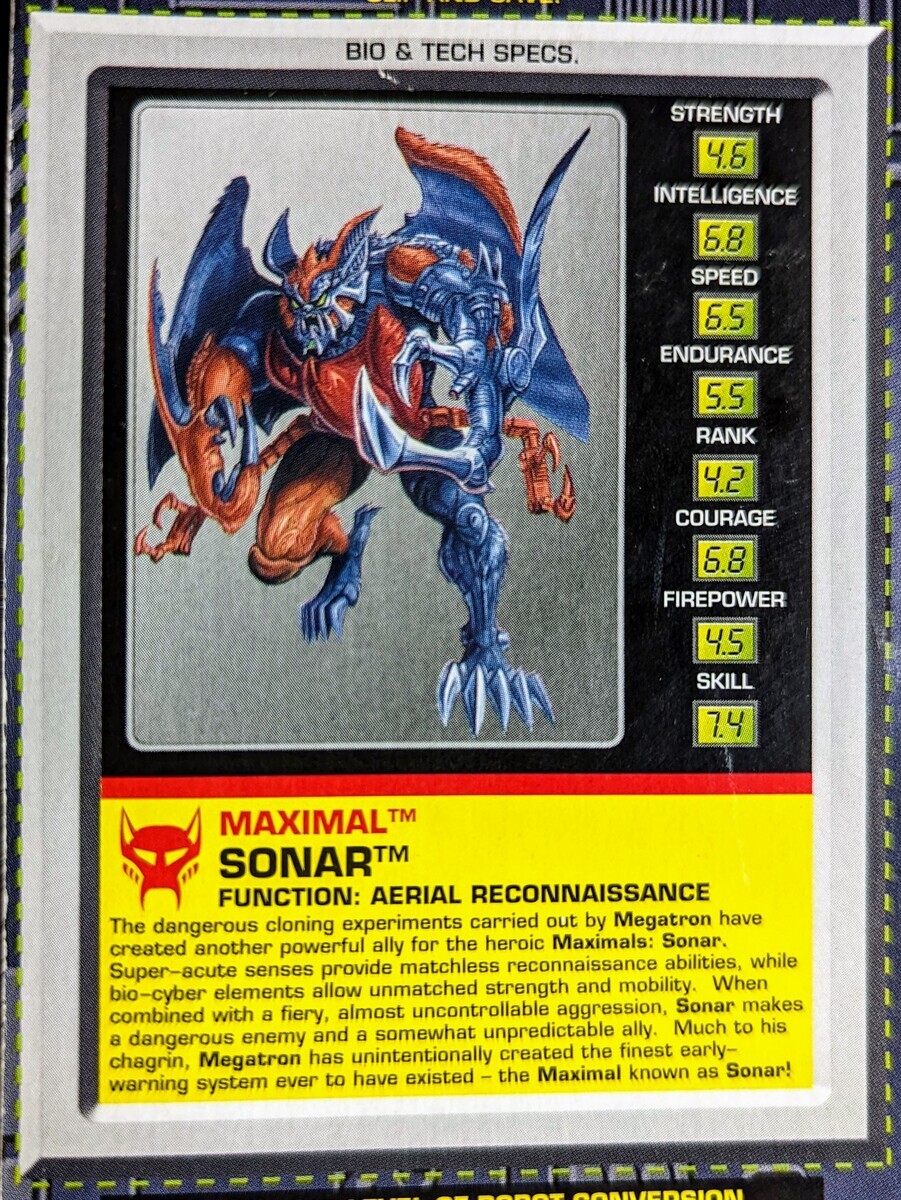 BIO & TECH SPECS.
STRENGTH
4.6
INTELLIGENCE
6.8
SPEED
6.5
ENDURANCE
5.5
RANK
4.2
COURAGE
6.8
FIREPOWER
4.5
SKILL
7.4
MAXIMAL™
SONAR™
FUNCTION: AERIAL RECONNAISSANCE
The dangerous cloning experiments carried out by Megatron have
created another powerful ally for the heroic Maximals: Sonar.
Super-acute senses provide matchless reconnaissance abilities, while
bio-cyber elements allow unmatched strength and mobility. When
combined with a fiery, almost uncontrollable aggression, Sonar makes
a dangerous enemy and a somewhat unpredictable ally. Much to his
chagrin, Megatron has unintentionally created the finest early-
warning system ever to have existed - the Maximal known as Sonar!
OF ROBOT CONVERSION